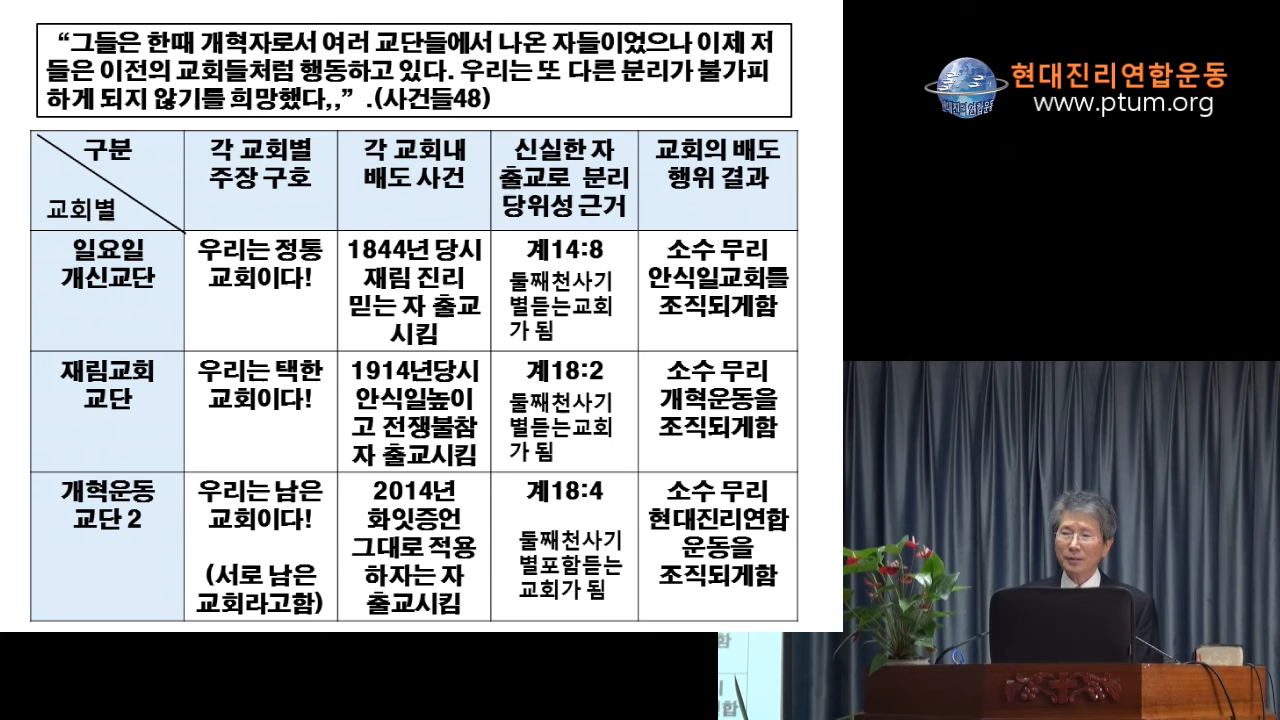 “그들은 한때 개혁자로서 여러 교단들에서 나온 자들이었으나 이제 저
들은 이전의 교회들처럼 행동하고 있다. 우리는 또 다른 분리가 불가피
하게 되지 않기를 희망했다,,” .(사건들48)
구분
교회별
각 교회별
주장 구호
각 교회내
배도 사건
신실한 자
출교로 분리
당위성 근거
교회의 배도
행위 결과
일요일
개신교단
우리는 정통
교회이다!
1844년 당시
재림 진리
믿는 자 출교
시킴
계14:8
둘째천사기
별듣는교회
가 됨
소수 무리
안식일교회를
조직되게함
재림교회
교단
우리는 택한
교회이다!
1914년당시
안식일높이
고 전쟁불참
자 출교시킴
계18:2
둘째천사기
별듣는교회
가 됨
소수 무리
개혁운동을
조직되게함
개혁운동
교단 2
우리는 남은
교회이다!
(서로 남은
교회라고함)
2014년
화잇증언
그대로 적용
하자는 자
출교시킴
계18:4
둘째천사기
별포함듣는
교회가 됨
소수 무리
현대진리연합
운동을
조직되게함
현대진리연합운동
www.ptum.org
현대진리연합운동